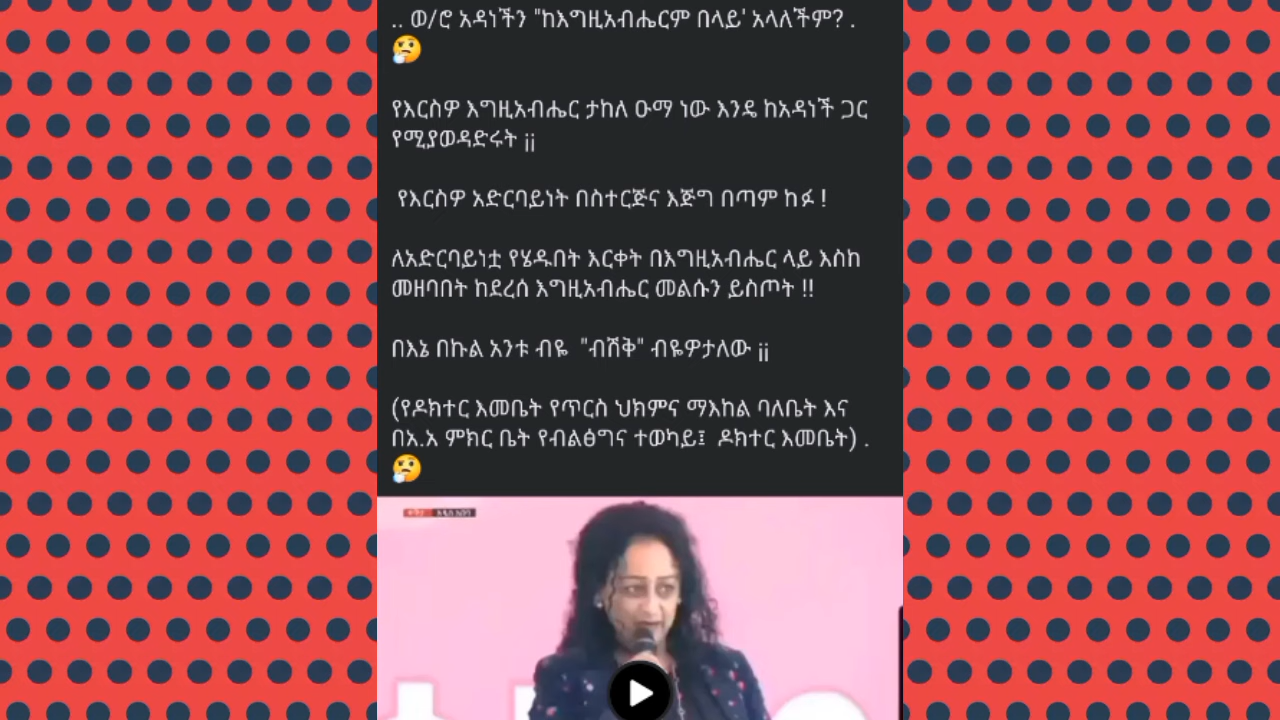 .. ወ/ሮ አዳነችን "ከእግዚአብሔርም በላይ' አላለችም? .
🤔
የእርስዎ እግዚአብሔር ታከለ ዑማ ነው እንዴ ከአዳነች ጋር
የሚያወዳድሩት ¡¡
የእርስዎ አድርባይነት በስተርጅና እጅግ በጣም ከፉ !
ለአድርባይነቷ የሄዱበት እርቀት በእግዚአብሔር ላይ እስከ
መዘባበት ከደረሰ እግዚአብሔር መልሱን ይስጦት !!
በእኔ በኩል አንቱ ብዬ "ብሽቅ" ብዬዎታለው ¡¡
(የዶክተር እመቤት የጥርስ ህክምና ማእከል ባለቤት እና
በአ.አ ምክር ቤት የብልፅግና ተወካይ፤ ዶክተር እመቤት) .
🤔